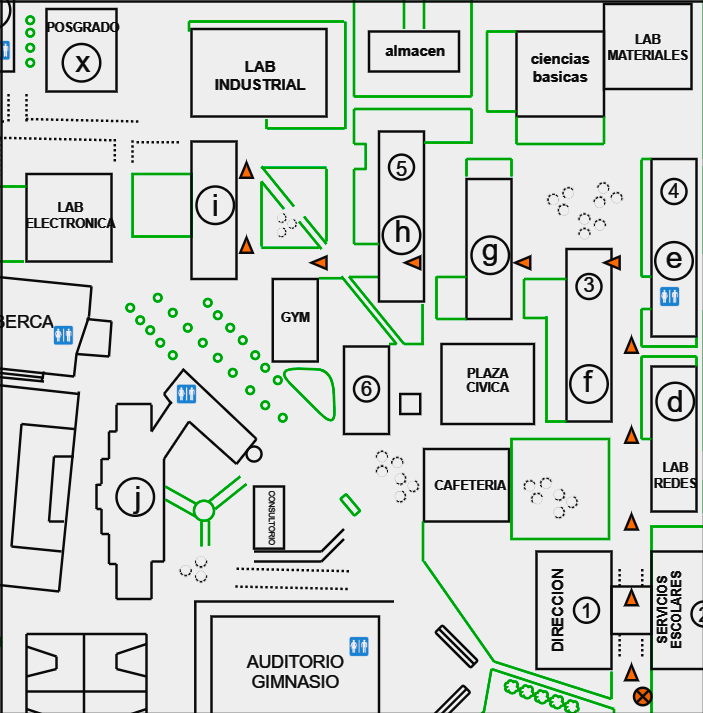 POSGRADO
X
LAB
INDUSTRIAL
almacen
ciencias
basicas
LAB
MATERIALES
LAB
ELECTRONICA
i
5
h
g
4
e
3
f
BERCA
GYM
6
PLAZA
CIVICA
d
LAB
REDES
j
CONSULTORIO
CAFETERIA
DIRECCION
1
SERVICIOS
ESCOLARES
2
AUDITORIO
GIMNASIO